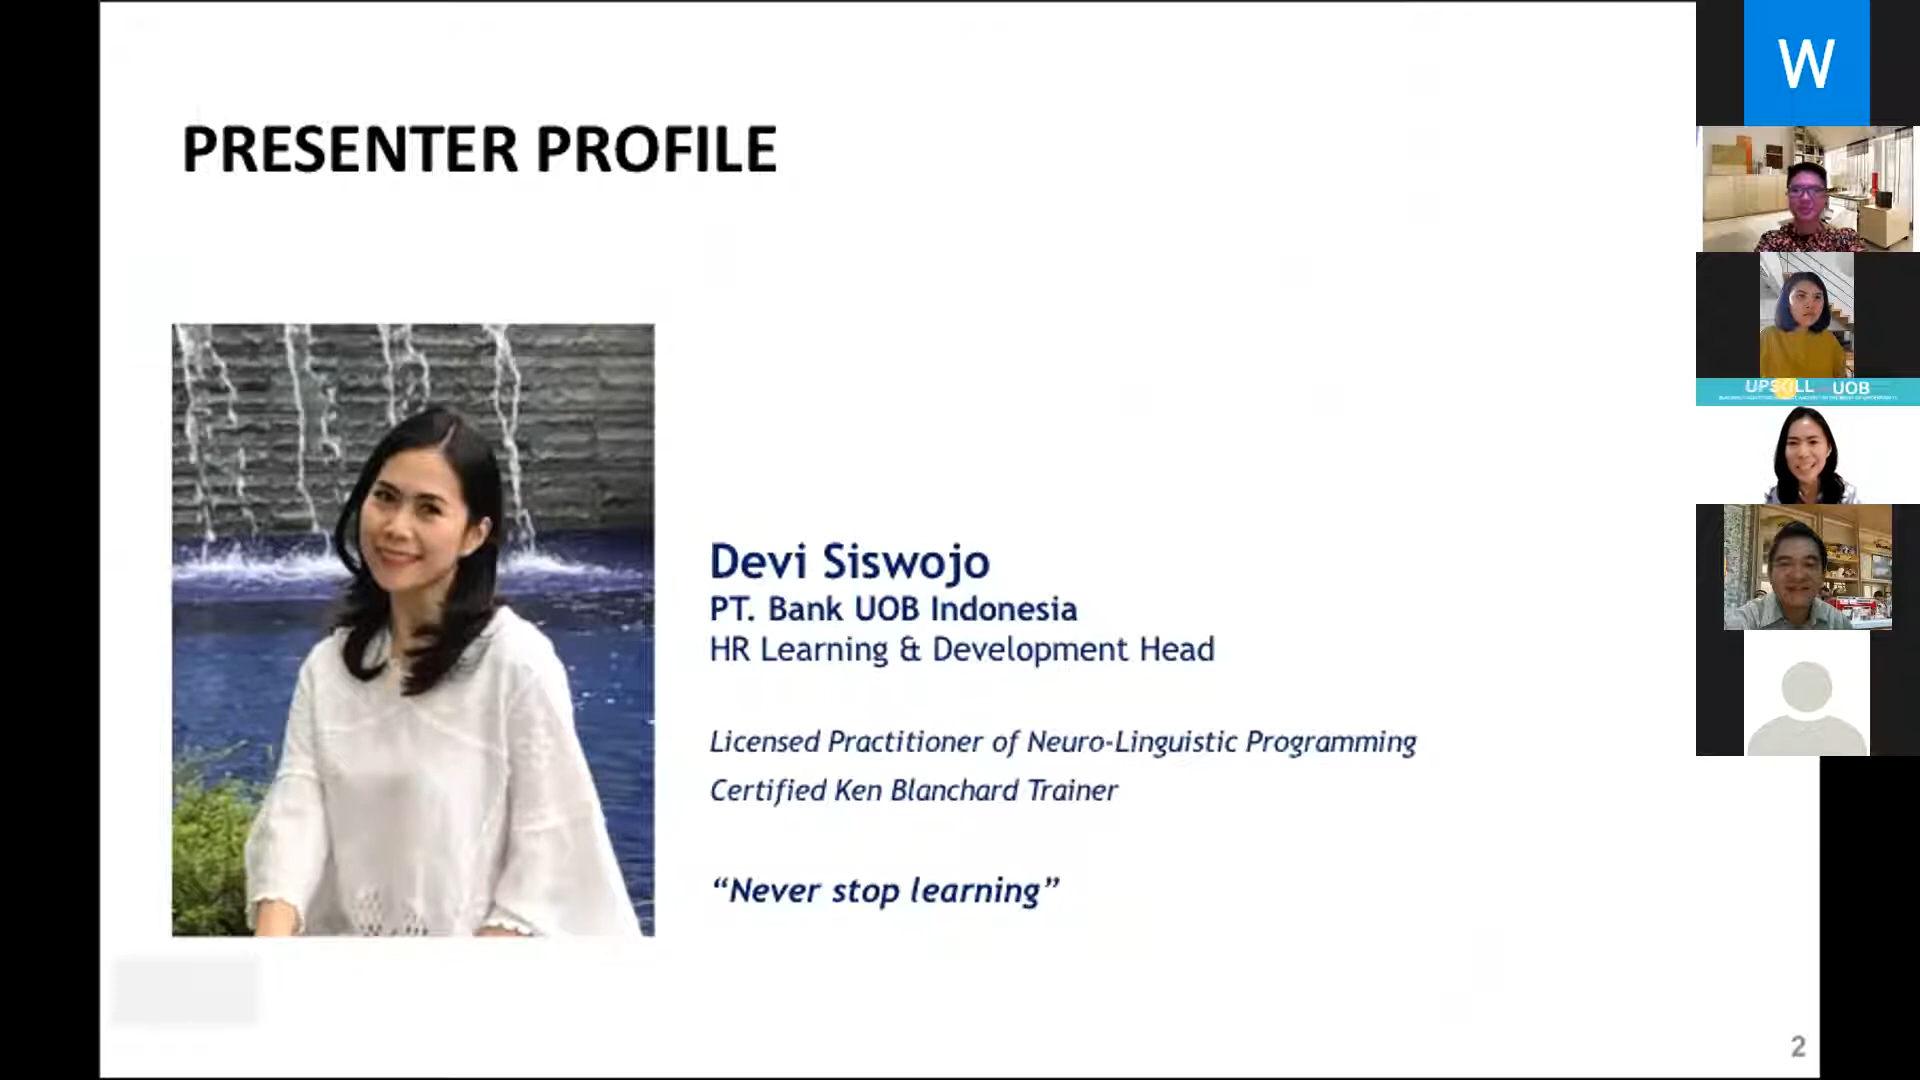 PRESENTER PROFILE
Devi Siswojo
PT. Bank UOB Indonesia
HR Learning & Development Head
Licensed Practitioner of Neuro-Linguistic Programming
Certified Ken Blanchard Trainer
“Never stop learning”
2
W
UPSKILL UOB